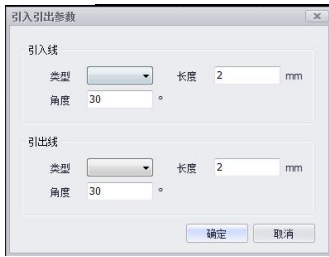 引入引出参数
引入线
类型 长度 2 mm
角度 30 °
引出线
类型 长度 2 mm
角度 30 °
确定 取消